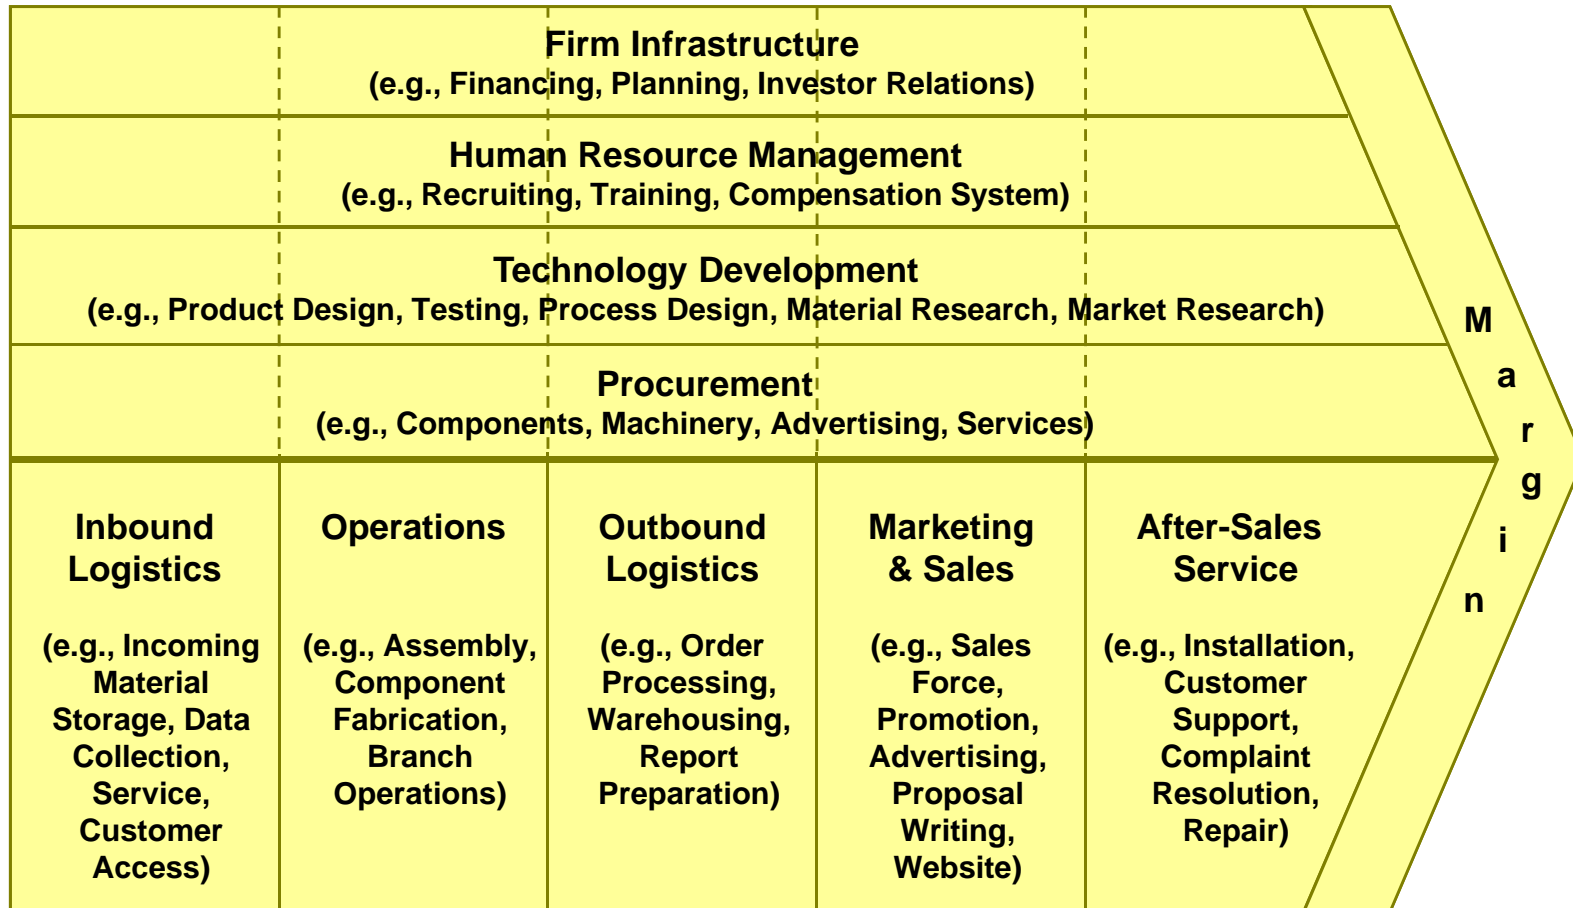 Firm Infrastructure
(e.g., Financing, Planning, Investor Relations)
Human Resource Management
(e.g., Recruiting, Training, Compensation System)
Technology Development
(e.g., Product Design, Testing, Process Design, Material Research, Market Research)
Procurement
(e.g., Components, Machinery, Advertising, Services)
Inbound
Logistics
(e.g., Incoming
Material
Storage, Data
Collection,
Service,
Customer
Access)
Operations
(e.g., Assembly,
Component
Fabrication,
Branch
Operations)
Outbound
Logistics
(e.g., Order
Processing,
Warehousing,
Report
Preparation)
Marketing
& Sales
(e.g., Sales
Force,
Promotion,
Advertising,
Proposal
Writing,
Website)
After-Sales
Service
(e.g., Installation,
Customer
Support,
Complaint
Resolution,
Repair)
Margin